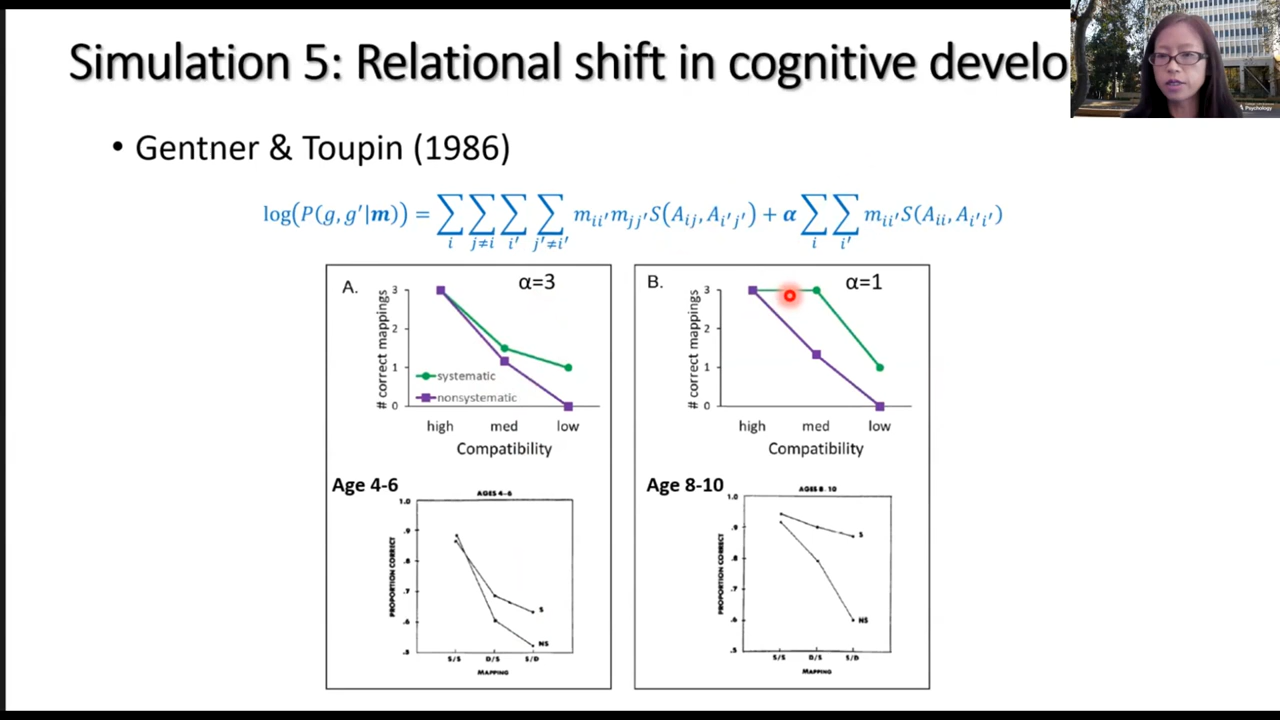 Simulation 5: Relational shift in cognitive develo
Psychology
• Gentner & Toupin (1986)
log(P(g, g′|m)) = ∑i ∑j≠i ∑i′ ∑j′≠i′ mii′mjj′S(Aij, Ai′j′) + α ∑i ∑i′ mii′S(Aii, Ai′i′)
A.
α=3
# correct mappings
3
2
1
0
systematic
nonsystematic
high med low
Compatibility
B.
α=1
# correct mappings
3
2
1
0
high med low
Compatibility
Age 4-6
AGES 4-6
PROPORTION CORRECT
1.0
.9
.8
.7
.6
.5
S
NS
S/S D/S S/D
MAPPING
Age 8-10
AGES 8-10
PROPORTION CORRECT
1.0
.9
.8
.7
.6
.5
S
NS
S/S D/S S/D
MAPPING